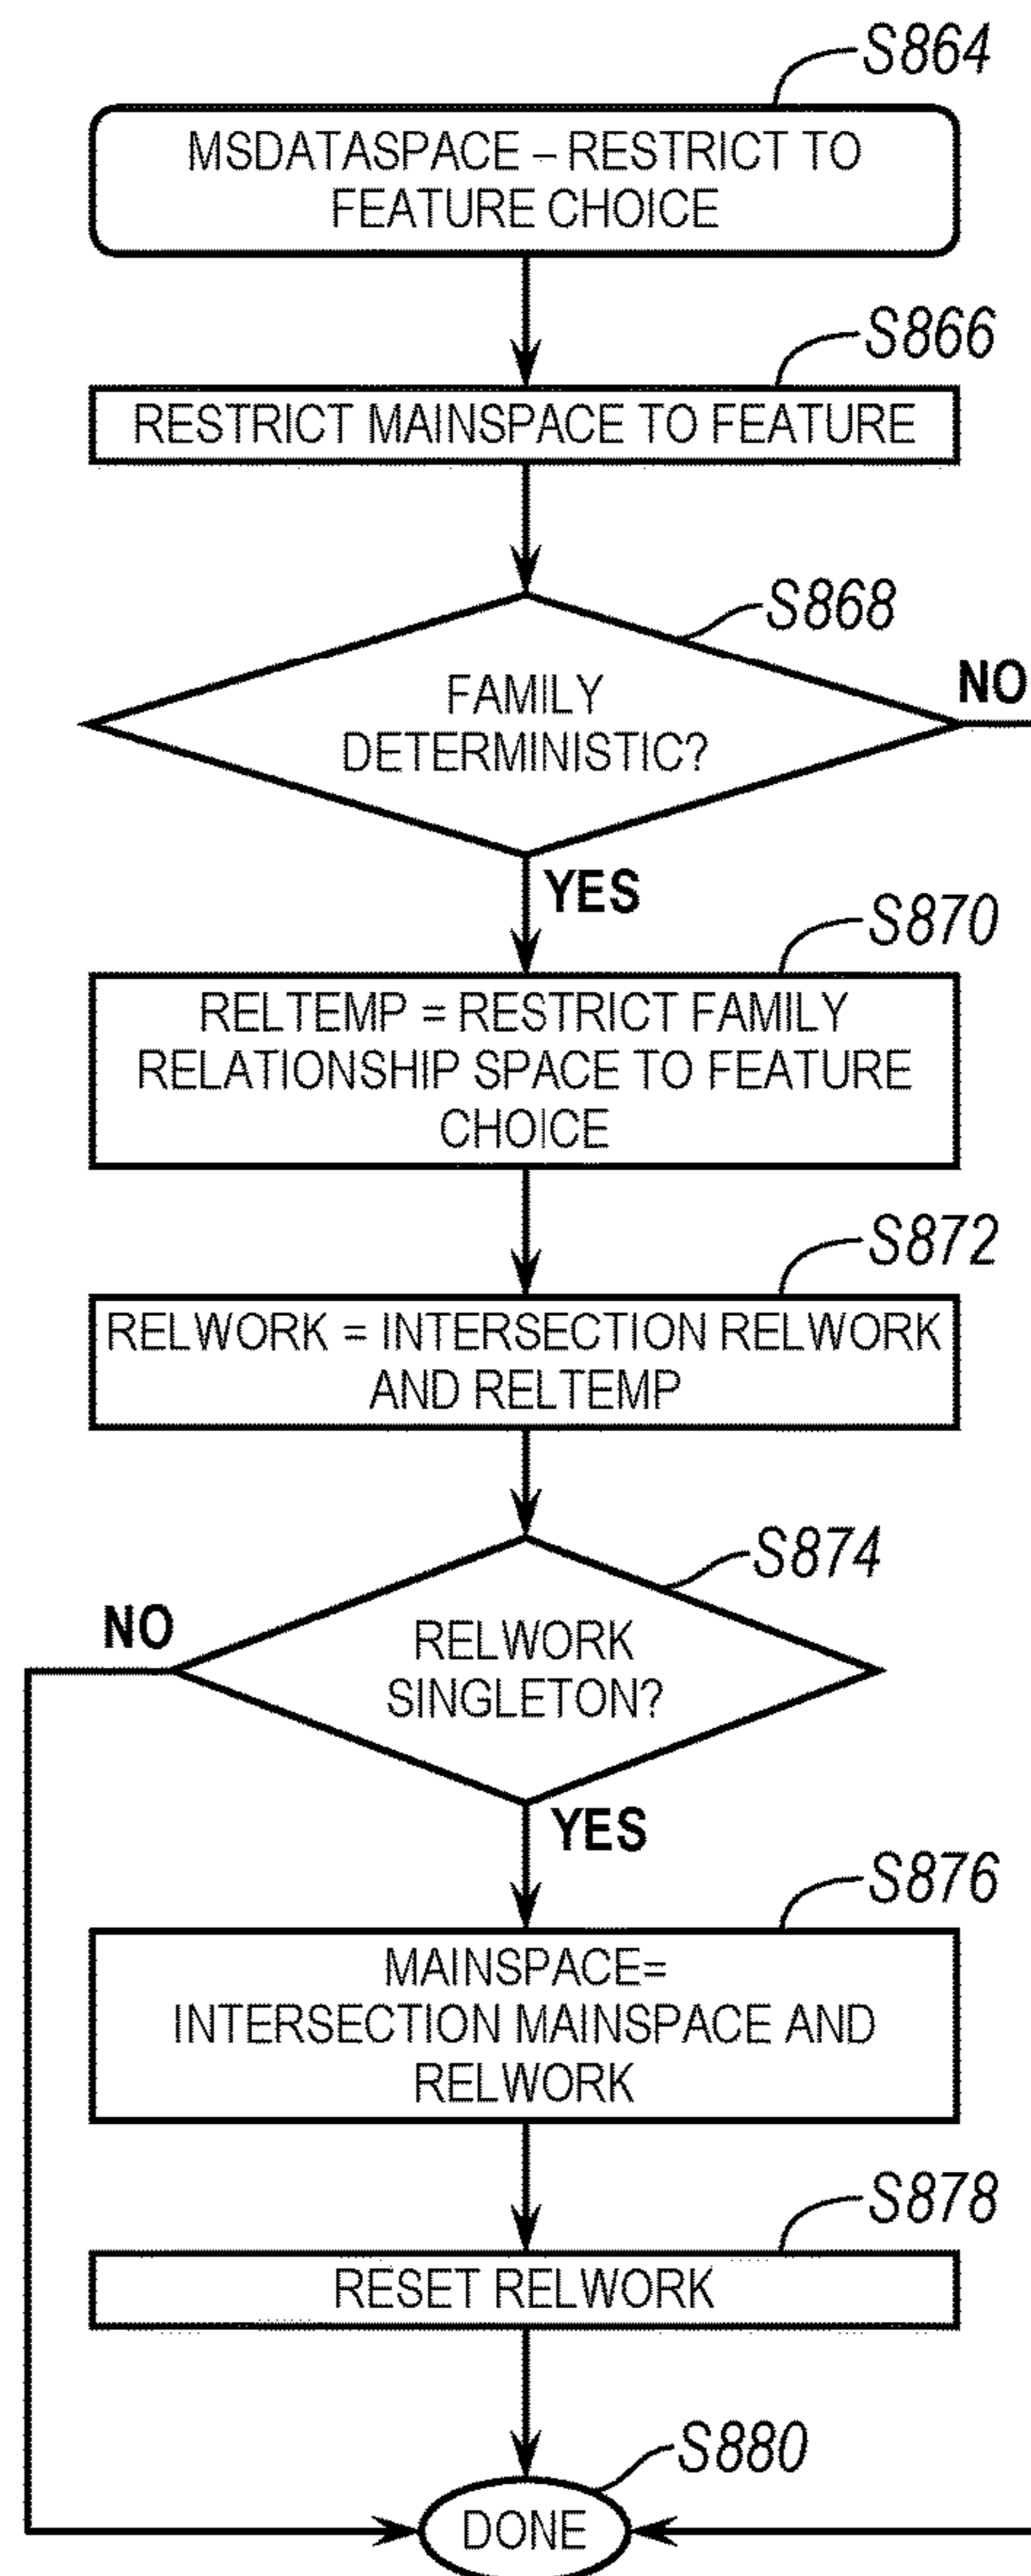 S864
MSDATASPACE – RESTRICT TO
FEATURE CHOICE
S866
RESTRICT MAINSPACE TO FEATURE
S868
FAMILY
DETERMINISTIC?
NO
YES
S870
RELTEMP = RESTRICT FAMILY
RELATIONSHIP SPACE TO FEATURE
CHOICE
S872
RELWORK = INTERSECTION RELWORK
AND RELTEMP
S874
RELWORK
SINGLETON?
NO
YES
S876
MAINSPACE=
INTERSECTION MAINSPACE AND
RELWORK
S878
RESET RELWORK
S880
DONE